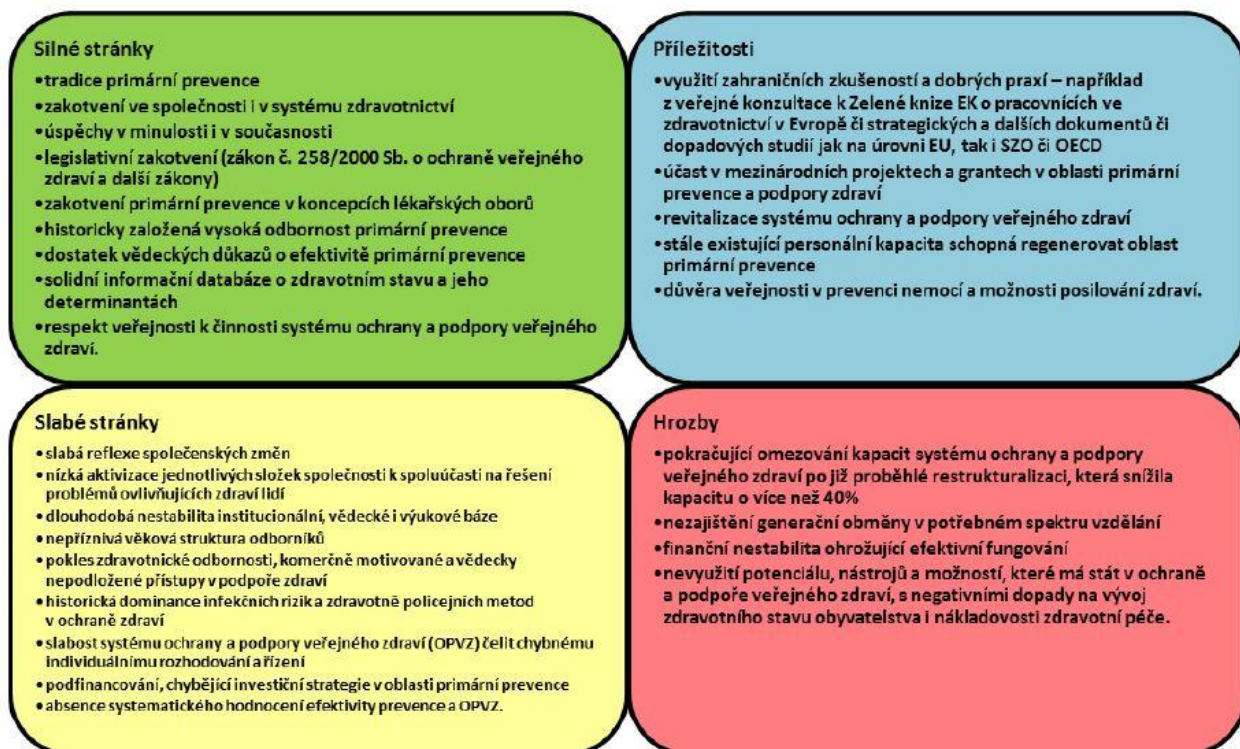 Silné stránky
•tradice primární prevence
•zakotvení ve společnosti i v systému zdravotnictví
•úspěchy v minulosti i v současnosti
•legislativní zakotvení (zákon č. 258/2000 Sb. o ochraně veřejného
zdraví a další zákony)
•zakotvení primární prevence v koncepcích lékařských oborů
•historicky založená vysoká odbornost primární prevence
•dostatek vědeckých důkazů o efektivitě primární prevence
•solidní informační databáze o zdravotním stavu a jeho
determinantách
•respekt veřejnosti k činnosti systému ochrany a podpory veřejného
zdraví.
Příležitosti
•využití zahraničních zkušeností a dobrých praxí – například
z veřejné konzultace k Zelené knize EK o pracovnících ve
zdravotnictví v Evropě či strategických a dalších dokumentů či
dopadových studií jak na úrovni EU, tak i SZO či OECD
•účast v mezinárodních projektech a grantech v oblasti primární
prevence a podpory zdraví
•revitalizace systému ochrany a podpory veřejného zdraví
•stále existující personální kapacita schopná regenerovat oblast
primární prevence
•důvěra veřejnosti v prevenci nemocí a možnosti posilování zdraví.
Slabé stránky
•slabá reflexe společenských změn
•nízká aktivizace jednotlivých složek společnosti k spoluúčasti na řešení
problémů ovlivňujících zdraví lidí
•dlouhodobá nestabilita institucionální, vědecké i výukové báze
•nepříznivá věková struktura odborníků
•pokles zdravotnické odbornosti, komerčně motivované a vědecky
nepodložené přístupy v podpoře zdraví
•historická dominance infekčních rizik a zdravotně policejních metod
v ochraně zdraví
•slabost systému ochrany a podpory veřejného zdraví (OPVZ) čelit chybnému
individuálnímu rozhodování a řízení
•podfinancování, chybějící investiční strategie v oblasti primární prevence
•absence systematického hodnocení efektivity prevence a OPVZ.
Hrozby
•pokračující omezování kapacit systému ochrany a podpory
veřejného zdraví po již proběhlé restrukturalizaci, která snížila
kapacitu o více než 40%
•nezajištění generační obměny v potřebném spektru vzdělání
•finanční nestabilita ohrožující efektivní fungování
•nevyužití potenciálu, nástrojů a možností, které má stát v ochraně
a podpoře veřejného zdraví, s negativními dopady na vývoj
zdravotního stavu obyvatelstva i nákladovosti zdravotní péče.